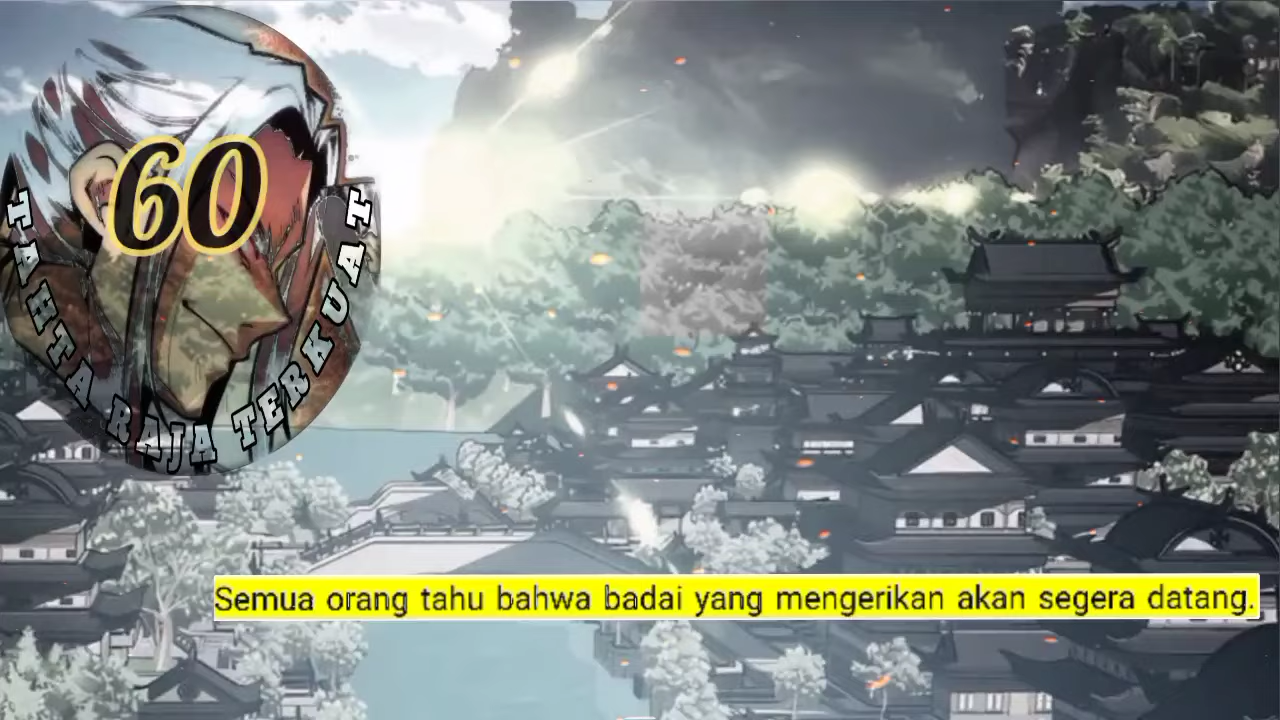 60
TAHTA RAJA TERKUAT
Semua orang tahu bahwa badai yang mengerikan akan segera datang.